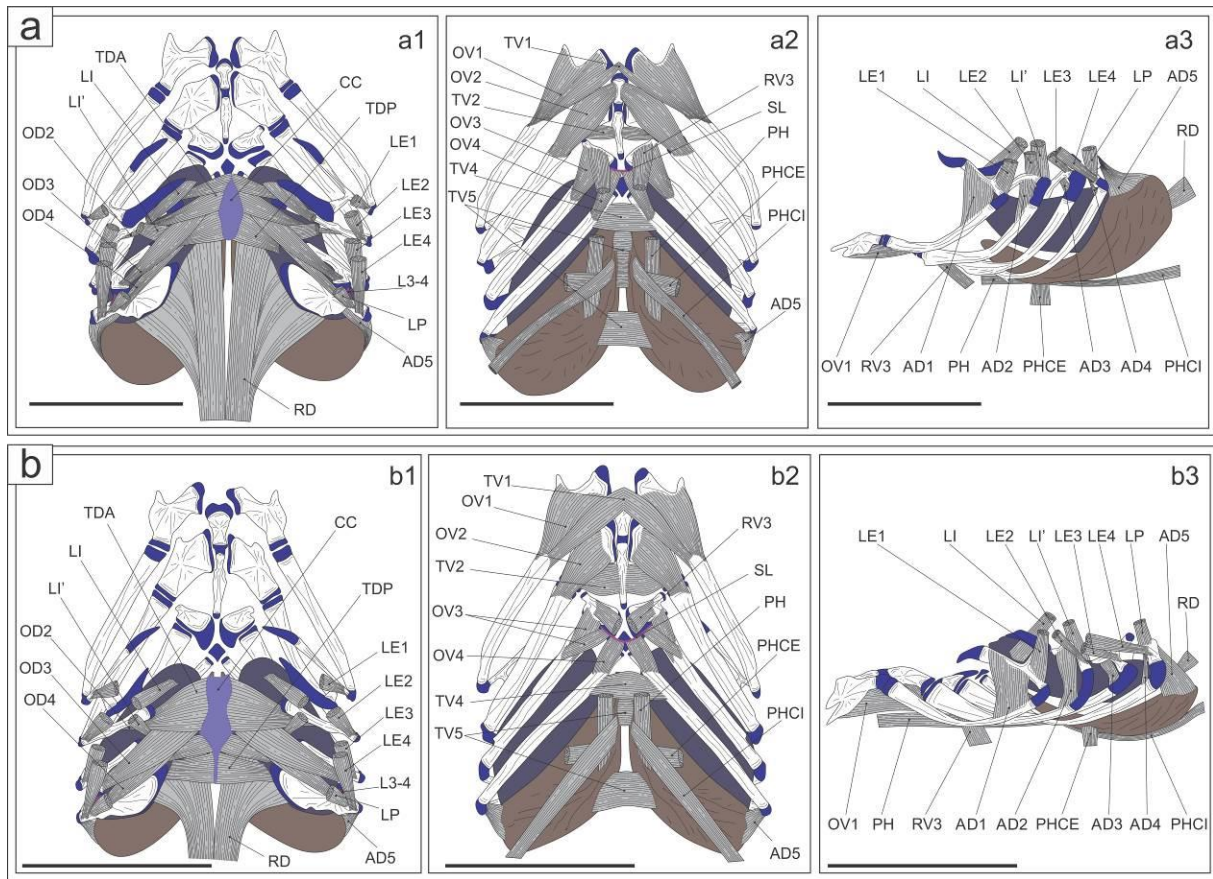 a
a1
TDA
LI
LI'
OD2
OD3
OD4
CC
TDP
LE1
LE2
LE3
LE4
L3-4
LP
AD5
RD
a2
TV1
OV1
OV2
TV2
OV3
OV4
TV4
TV5
RV3
SL
PH
PHCE
PHCI
AD5
a3
LE1 LI LE2 LI' LE3 LE4 LP AD5
RD
OV1 RV3 AD1 PH AD2 PHCE AD3 AD4 PHCI
b
b1
TDA
LI
LI'
OD2
OD3
OD4
CC
TDP
LE1
LE2
LE3
LE4
L3-4
LP
AD5
RD
b2
TV1
OV1
OV2
TV2
OV3
OV4
TV4
TV5
RV3
SL
PH
PHCE
PHCI
AD5
b3
LE1 LI LE2 LI' LE3 LE4 LP AD5
RD
OV1 PH RV3 AD1 AD2 PHCE AD3 AD4 PHCI